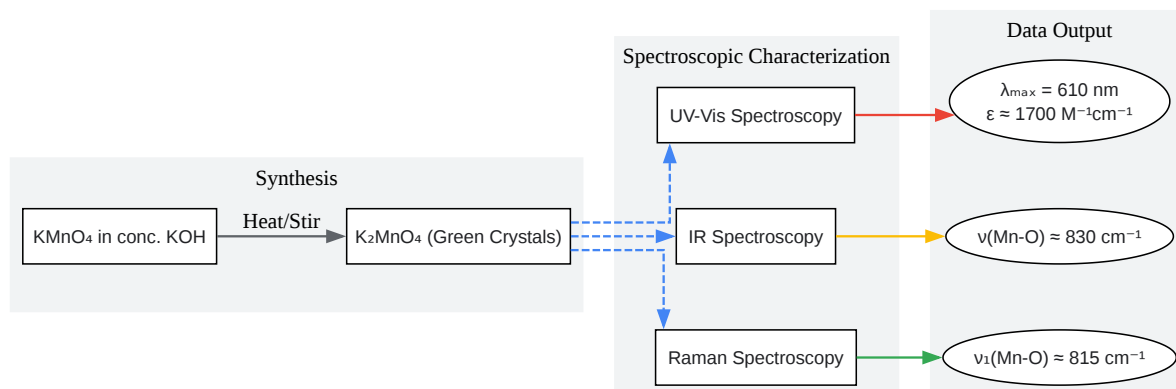 Data Output
Spectroscopic Characterization
λₘₐₓ = 610 nm
ε ≈ 1700 M⁻¹cm⁻¹
UV-Vis Spectroscopy
Synthesis
KMnO₄ in conc. KOH
Heat/Stir
K₂MnO₄ (Green Crystals)
IR Spectroscopy
ν(Mn-O) ≈ 830 cm⁻¹
Raman Spectroscopy
ν₁(Mn-O) ≈ 815 cm⁻¹